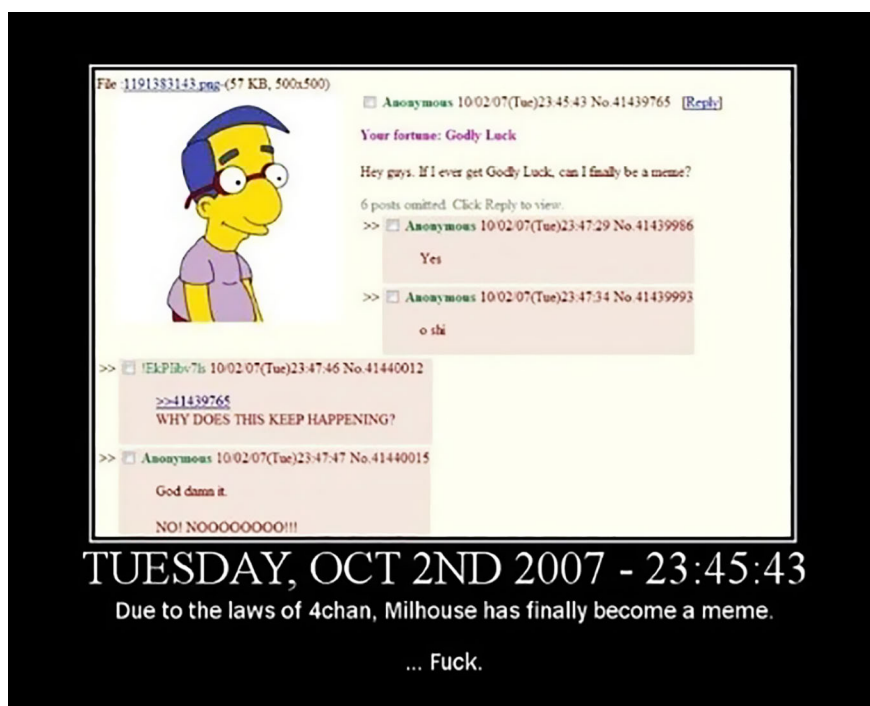 File :1191383143.png-(57 KB, 500x500)
Anonymous 10/02/07(Tue)23:45:43 No.41439765 [Reply]
Your fortune: Godly Luck
Hey guys. If I ever get Godly Luck, can I finally be a meme?
6 posts omitted. Click Reply to view.
>> Anonymous 10/02/07(Tue)23:47:29 No.41439986
Yes
>> Anonymous 10/02/07(Tue)23:47:34 No.41439993
o shi
>> !EkPIibv7ls 10/02/07(Tue)23:47:46 No.41440012
>>41439765
WHY DOES THIS KEEP HAPPENING?
>> Anonymous 10/02/07(Tue)23:47:47 No.41440015
God damn it.
NO! NOOOOOOOO!!!
TUESDAY, OCT 2ND 2007 - 23:45:43
Due to the laws of 4chan, Milhouse has finally become a meme.
... Fuck.